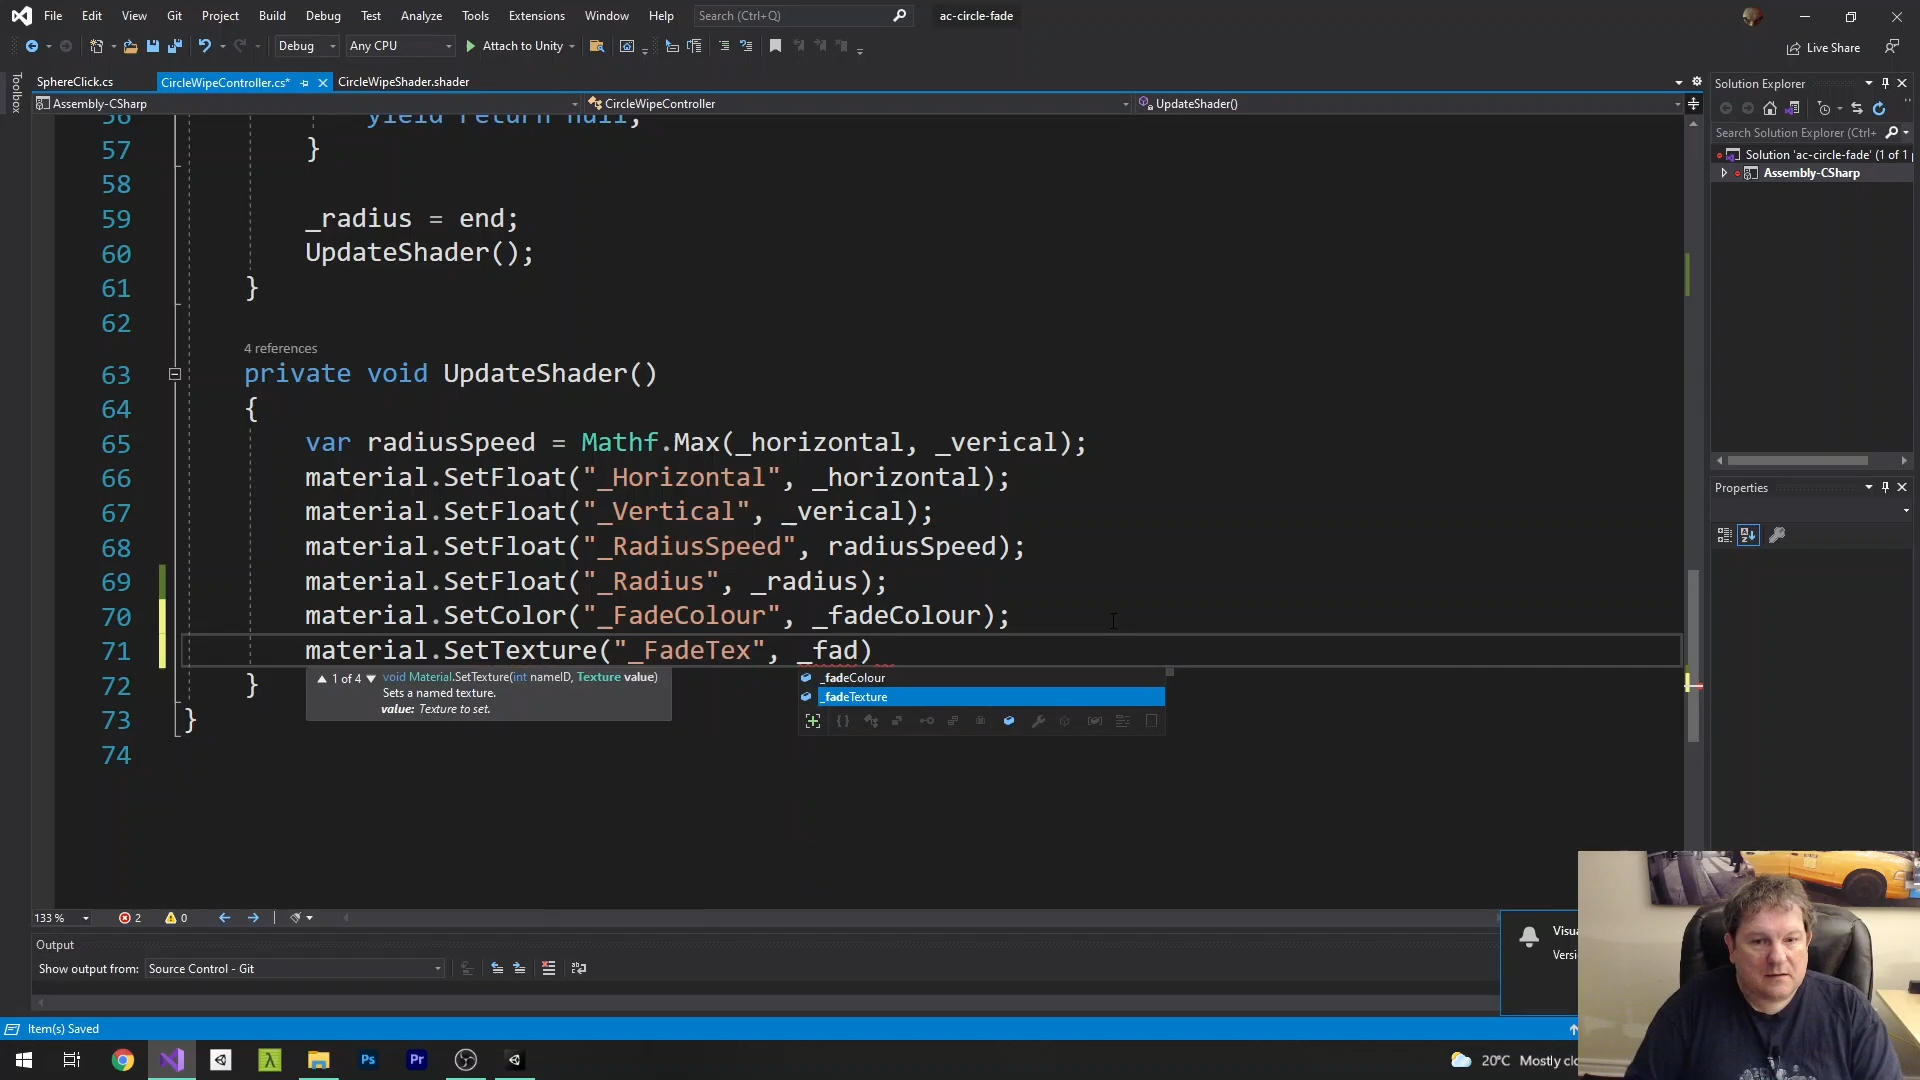 File Edit View Git Project Build Debug Test Analyze Tools Extensions Window Help Search (Ctrl+Q) ac-circle-fade
Debug Any CPU Attach to Unity Live Share
SphereClick.cs CircleWipeController.cs* CircleWipeShader.shader
Assembly-CSharp CircleWipeController UpdateShader()
Toolbox
56 yield return null;
57 }
58
59 _radius = end;
60 UpdateShader();
61 }
62
4 references
63 private void UpdateShader()
64 {
65 var radiusSpeed = Mathf.Max(_horizontal, _verical);
66 material.SetFloat("_Horizontal", _horizontal);
67 material.SetFloat("_Vertical", _verical);
68 material.SetFloat("_RadiusSpeed", radiusSpeed);
69 material.SetFloat("_Radius", _radius);
70 material.SetColor("_FadeColour", _fadeColour);
71 material.SetTexture("_FadeTex", _fad)
72 }
73 }
74
1 of 4 void Material.SetTexture(int nameID, Texture value)
Sets a named texture.
value: Texture to set.
_fadeColour
_fadeTexture
Solution Explorer
Search Solution Explorer (Ctrl+
Solution 'ac-circle-fade' (1 of 1
Assembly-CSharp
Properties
133 % 2 0
Output
Show output from: Source Control - Git
Visua
Versi
Item(s) Saved
Ps Pr 20°C Mostly clo